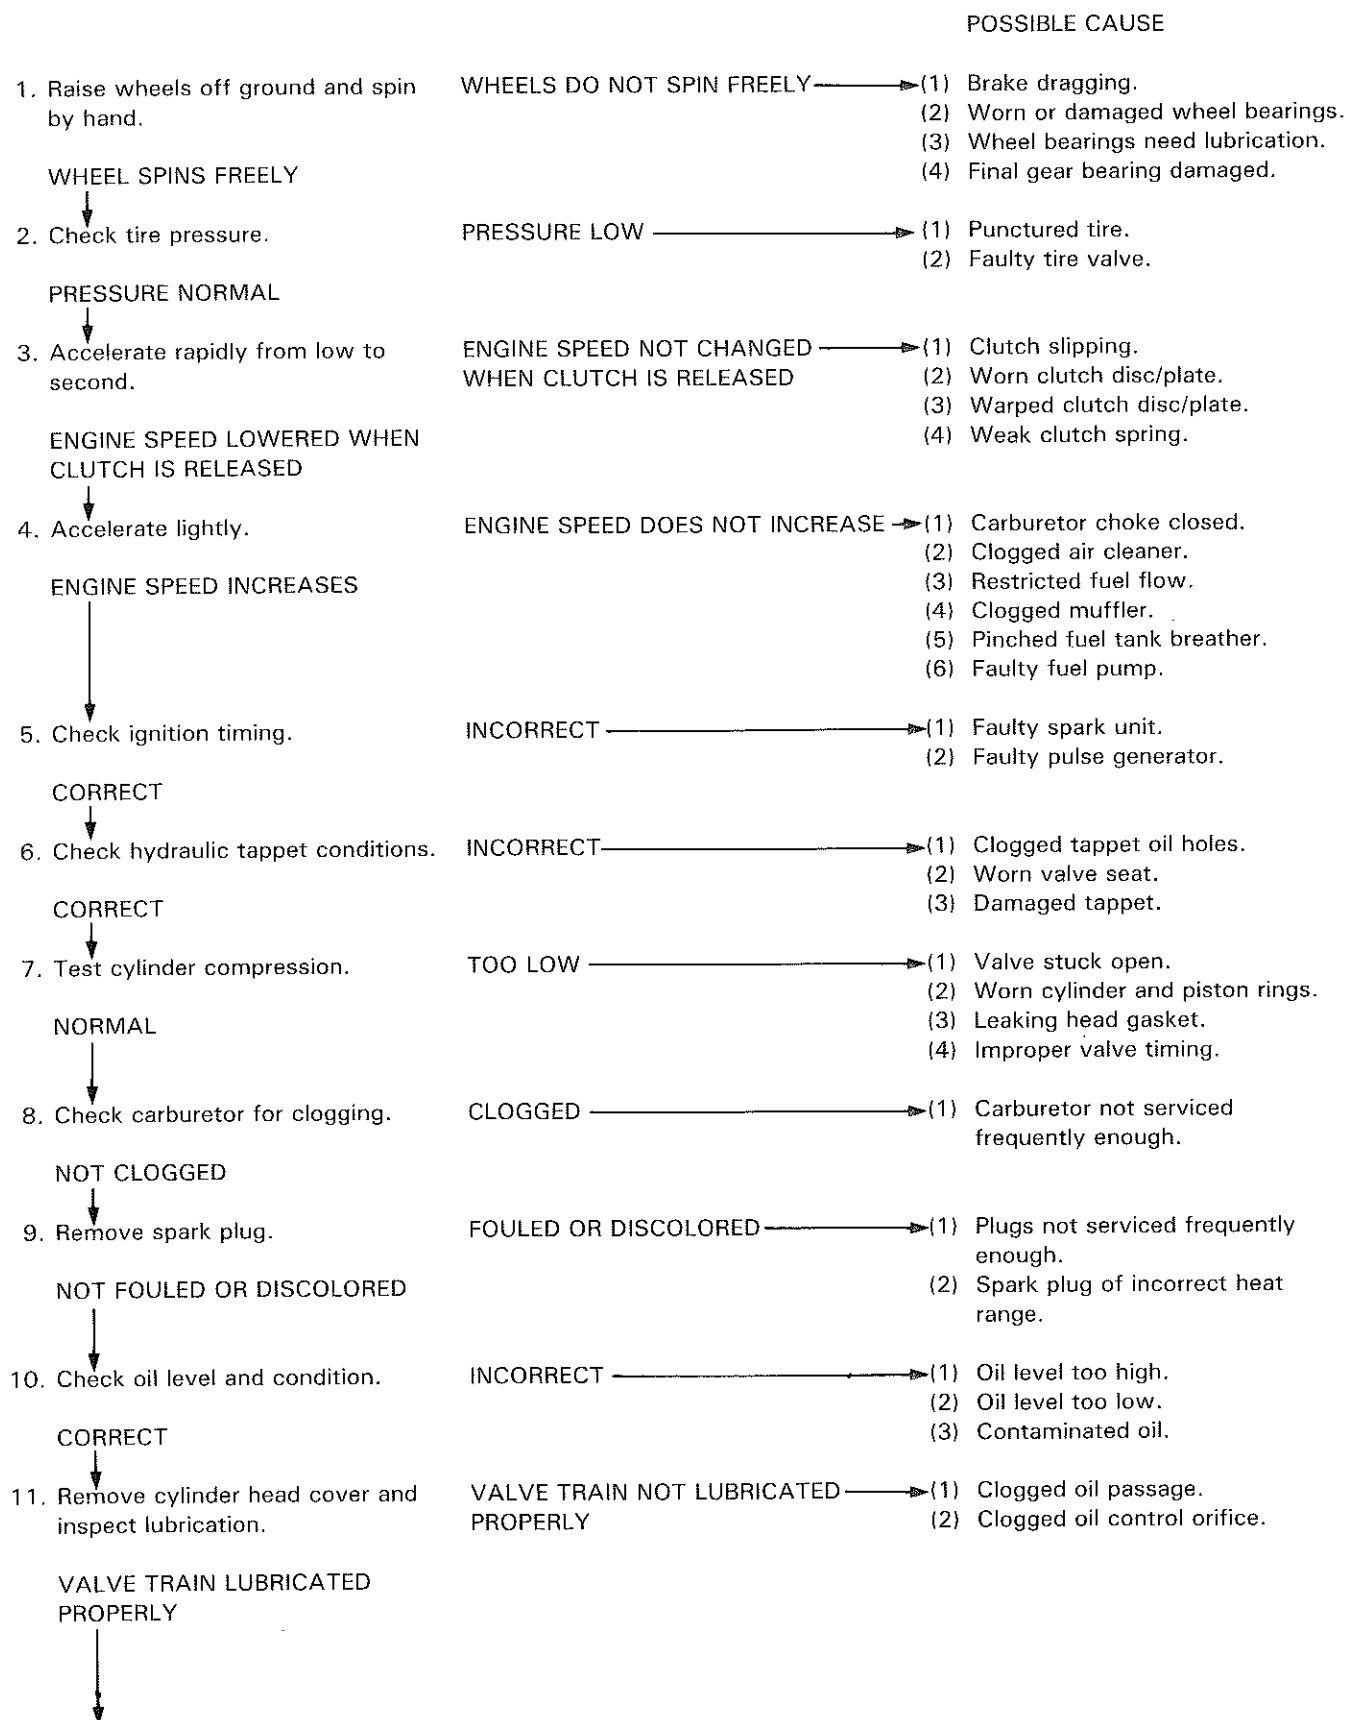 POSSIBLE CAUSE
1. Raise wheels off ground and spin
by hand.
WHEELS DO NOT SPIN FREELY
(1) Brake dragging.
(2) Worn or damaged wheel bearings.
(3) Wheel bearings need lubrication.
(4) Final gear bearing damaged.
WHEEL SPINS FREELY
2. Check tire pressure.
PRESSURE LOW
(1) Punctured tire.
(2) Faulty tire valve.
PRESSURE NORMAL
3. Accelerate rapidly from low to
second.
ENGINE SPEED NOT CHANGED
WHEN CLUTCH IS RELEASED
(1) Clutch slipping.
(2) Worn clutch disc/plate.
(3) Warped clutch disc/plate.
(4) Weak clutch spring.
ENGINE SPEED LOWERED WHEN
CLUTCH IS RELEASED
4. Accelerate lightly.
ENGINE SPEED DOES NOT INCREASE
(1) Carburetor choke closed.
(2) Clogged air cleaner.
(3) Restricted fuel flow.
(4) Clogged muffler.
(5) Pinched fuel tank breather.
(6) Faulty fuel pump.
ENGINE SPEED INCREASES
5. Check ignition timing.
INCORRECT
(1) Faulty spark unit.
(2) Faulty pulse generator.
CORRECT
6. Check hydraulic tappet conditions.
INCORRECT
(1) Clogged tappet oil holes.
(2) Worn valve seat.
(3) Damaged tappet.
CORRECT
7. Test cylinder compression.
TOO LOW
(1) Valve stuck open.
(2) Worn cylinder and piston rings.
(3) Leaking head gasket.
(4) Improper valve timing.
NORMAL
8. Check carburetor for clogging.
CLOGGED
(1) Carburetor not serviced
frequently enough.
NOT CLOGGED
9. Remove spark plug.
FOULED OR DISCOLORED
(1) Plugs not serviced frequently
enough.
(2) Spark plug of incorrect heat
range.
NOT FOULED OR DISCOLORED
10. Check oil level and condition.
INCORRECT
(1) Oil level too high.
(2) Oil level too low.
(3) Contaminated oil.
CORRECT
11. Remove cylinder head cover and
inspect lubrication.
VALVE TRAIN NOT LUBRICATED
PROPERLY
(1) Clogged oil passage.
(2) Clogged oil control orifice.
VALVE TRAIN LUBRICATED
PROPERLY